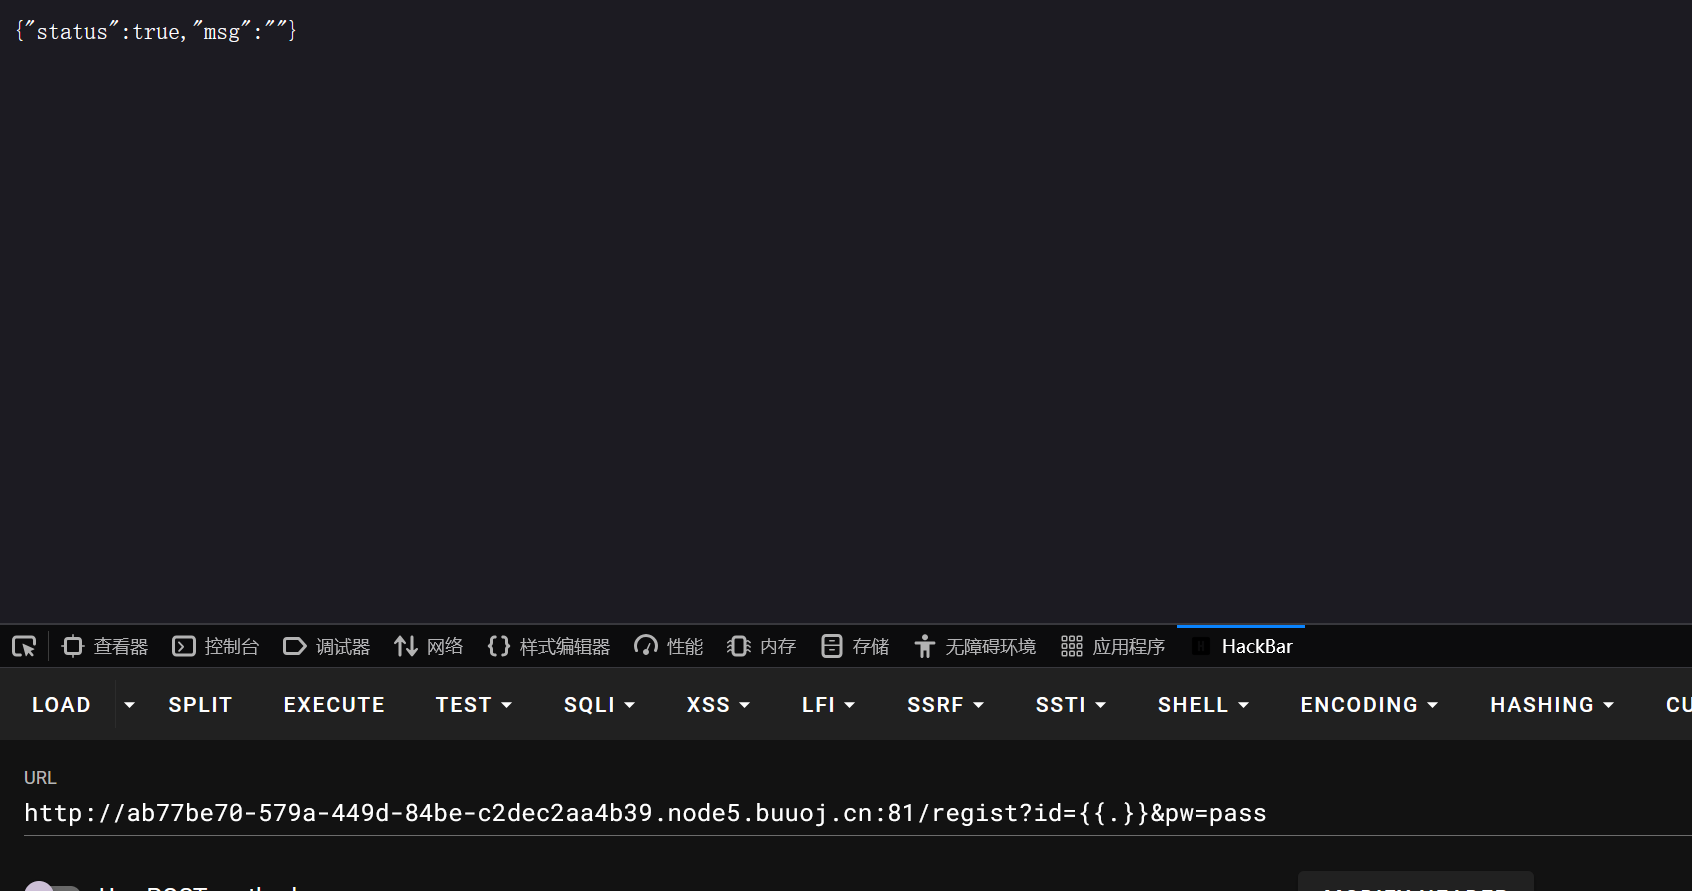 {"status":true,"msg":""}
查看器 控制台 调试器 网络 样式编辑器 性能 内存 存储 无障碍环境 应用程序 HackBar
LOAD SPLIT EXECUTE TEST SQLI XSS LFI SSRF SSTI SHELL ENCODING HASHING CU
URL
http://ab77be70-579a-449d-84be-c2dec2aa4b39.node5.buuoj.cn:81/regist?id={{.}}&pw=pass